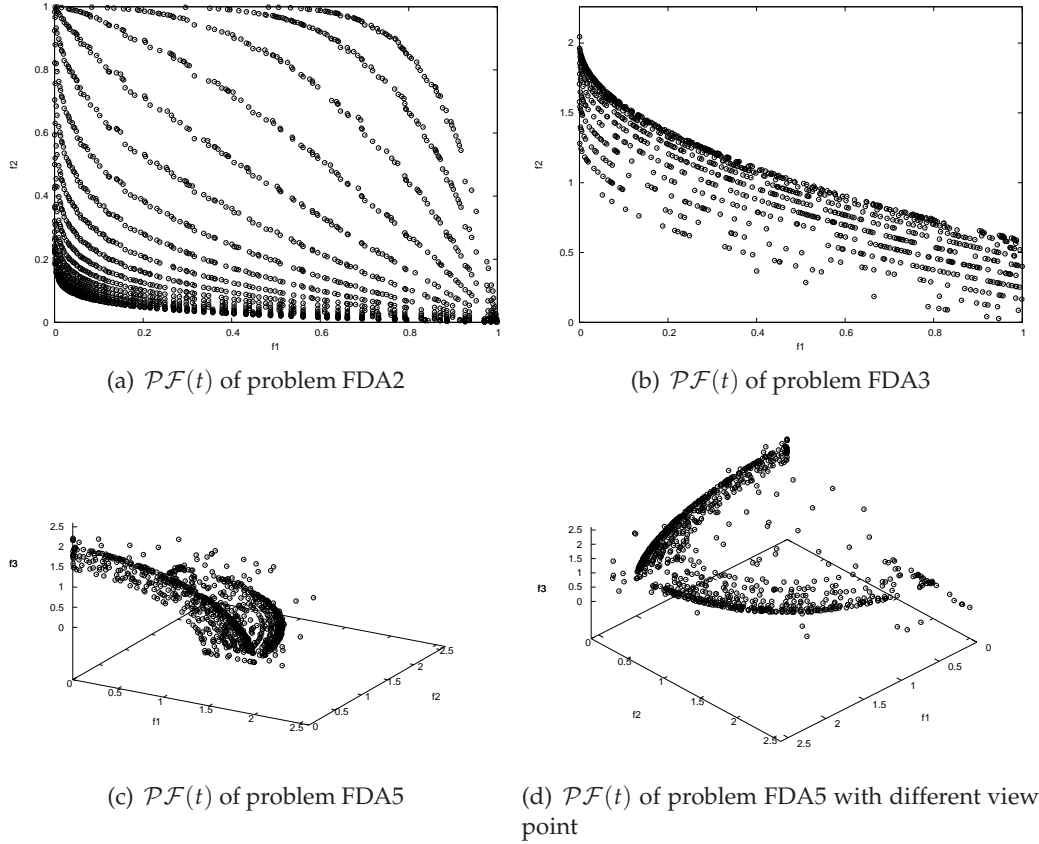 1
0.8
0.6
f2
0.4
0.2
0
0 0.2 0.4 0.6 0.8 1
f1
(a) PF(t) of problem FDA2
2
1.5
f2
1
0.5
0
0 0.2 0.4 0.6 0.8 1
f1
(b) PF(t) of problem FDA3
2.5
2
f3
1.5
1
0.5
0
0 0.5 1 1.5 2 2.5
f1
0 0.5 1 1.5 2 2.5
f2
(c) PF(t) of problem FDA5
2.5
2
1.5
1
f3
0.5
0
0 0.5 1 1.5 2 2.5
f2
2.5 2 1.5 1 0.5 0
f1
(d) PF(t) of problem FDA5 with different view
point